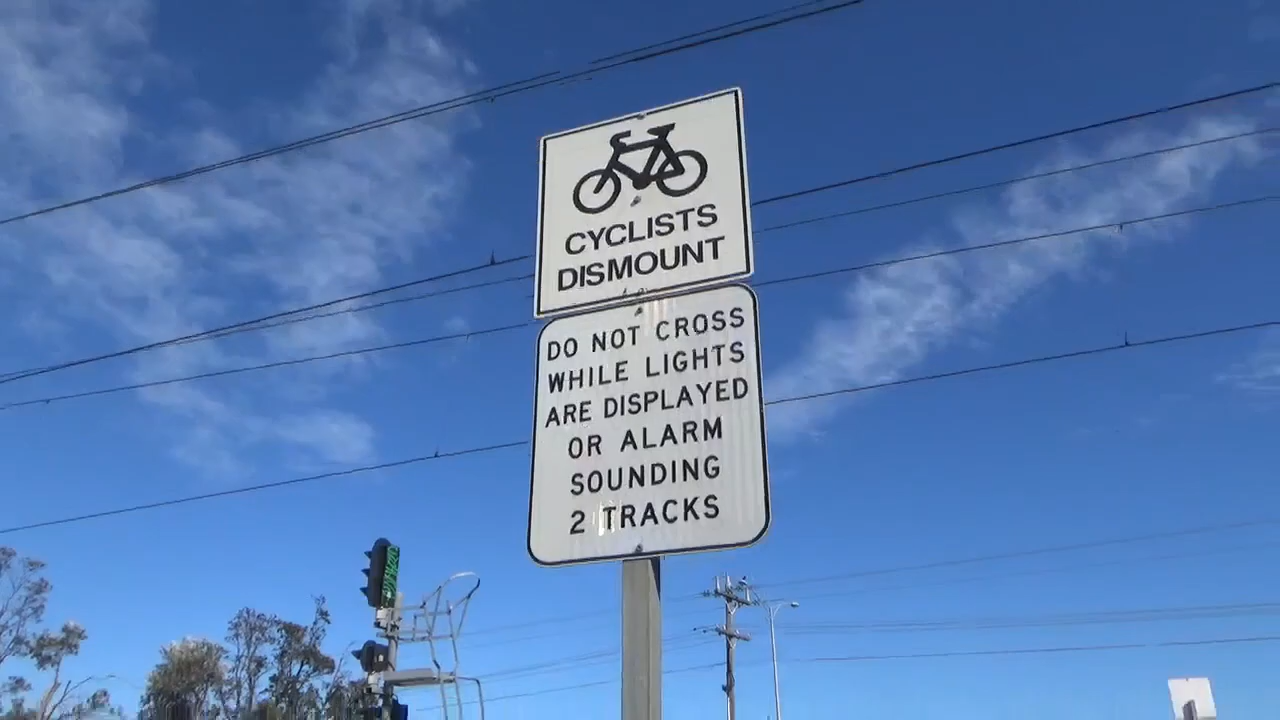 CYCLISTS
DISMOUNT
DO NOT CROSS
WHILE LIGHTS
ARE DISPLAYED
OR ALARM
SOUNDING
2 TRACKS